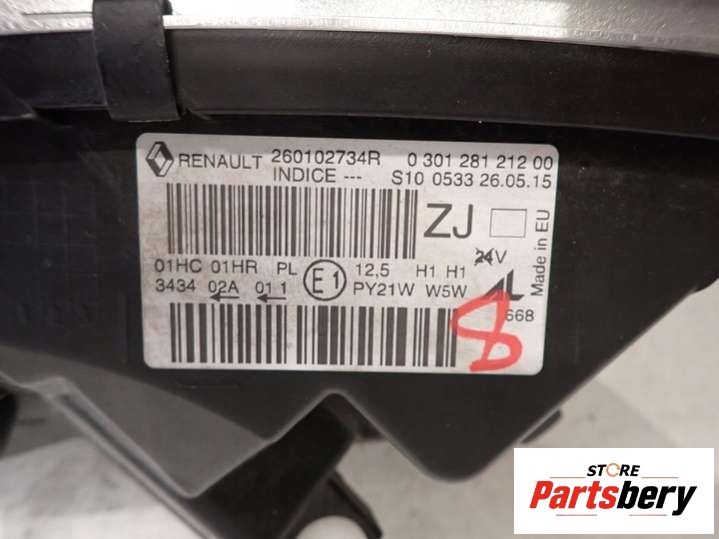 RENAULT 260102734R 0 301 281 212 00
INDICE --- S10 0533 26.05.15
ZJ
Made in EU
24V
01HC 01HR PL E1 12,5 H1 H1
3434 02A 01 1 PY21W W5W AL
668
8
STORE
Partsbery